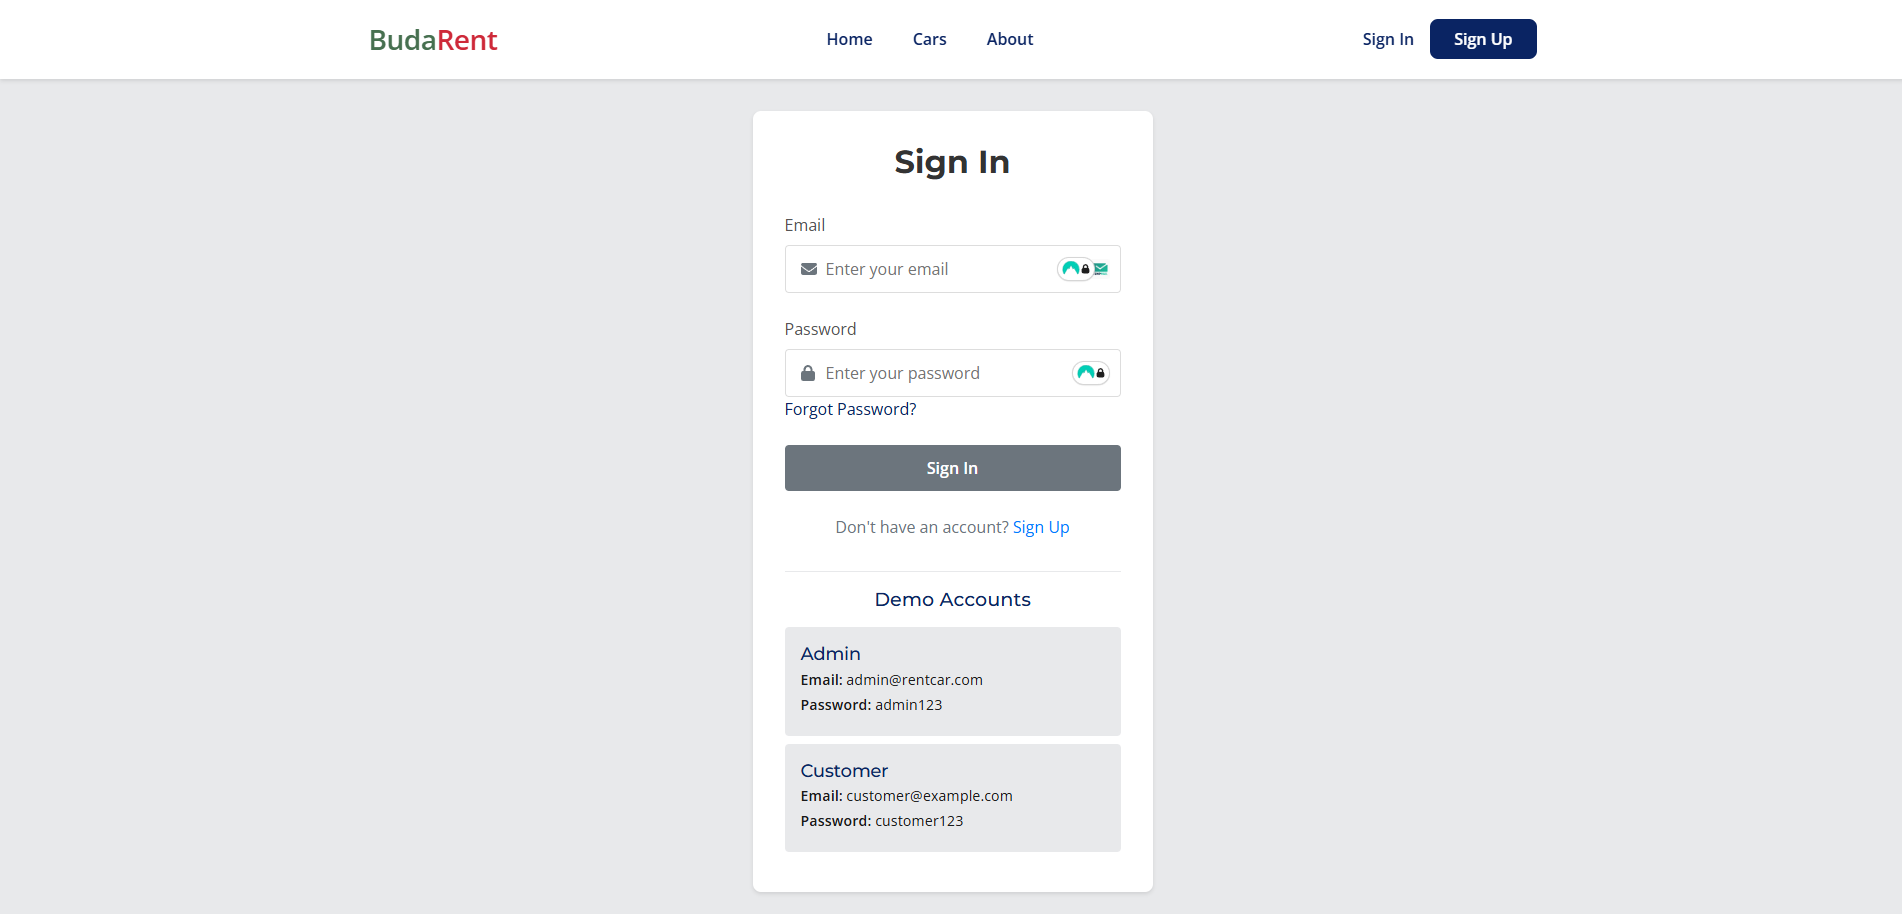 BudaRent
Home Cars About
Sign In Sign Up
Sign In
Email
Enter your email
Password
Enter your password
Forgot Password?
Sign In
Don't have an account? Sign Up
Demo Accounts
Admin
Email: admin@rentcar.com
Password: admin123
Customer
Email: customer@example.com
Password: customer123